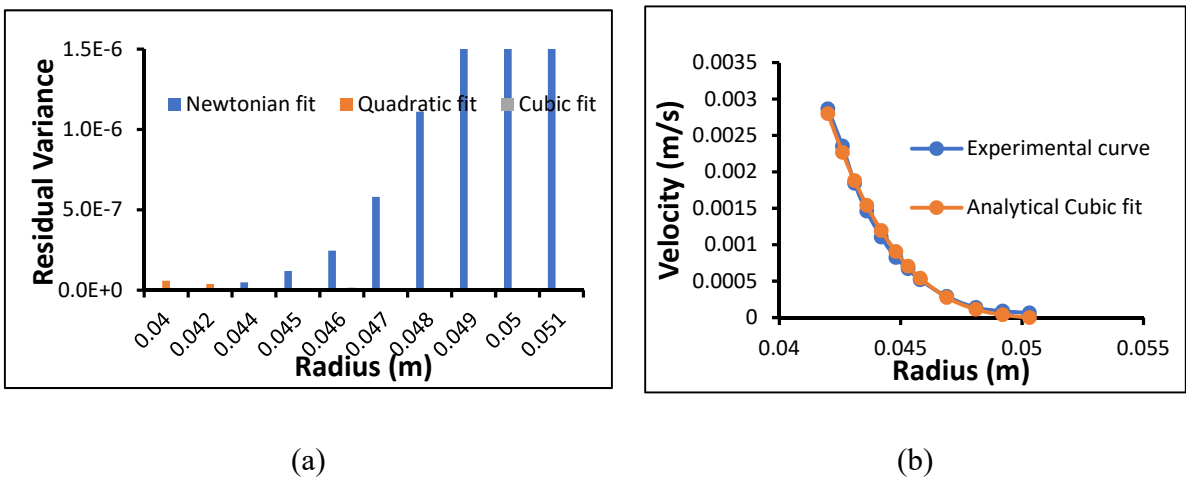 1.5E-6
1.0E-6
5.0E-7
0.0E+0
Residual Variance
Newtonian fit Quadratic fit Cubic fit
0.04 0.042 0.044 0.045 0.046 0.047 0.048 0.049 0.05 0.051
Radius (m)
(a)
0.0035
0.003
0.0025
0.002
0.0015
0.001
0.0005
0
Velocity (m/s)
Experimental curve
Analytical Cubic fit
0.04 0.045 0.05 0.055
Radius (m)
(b)